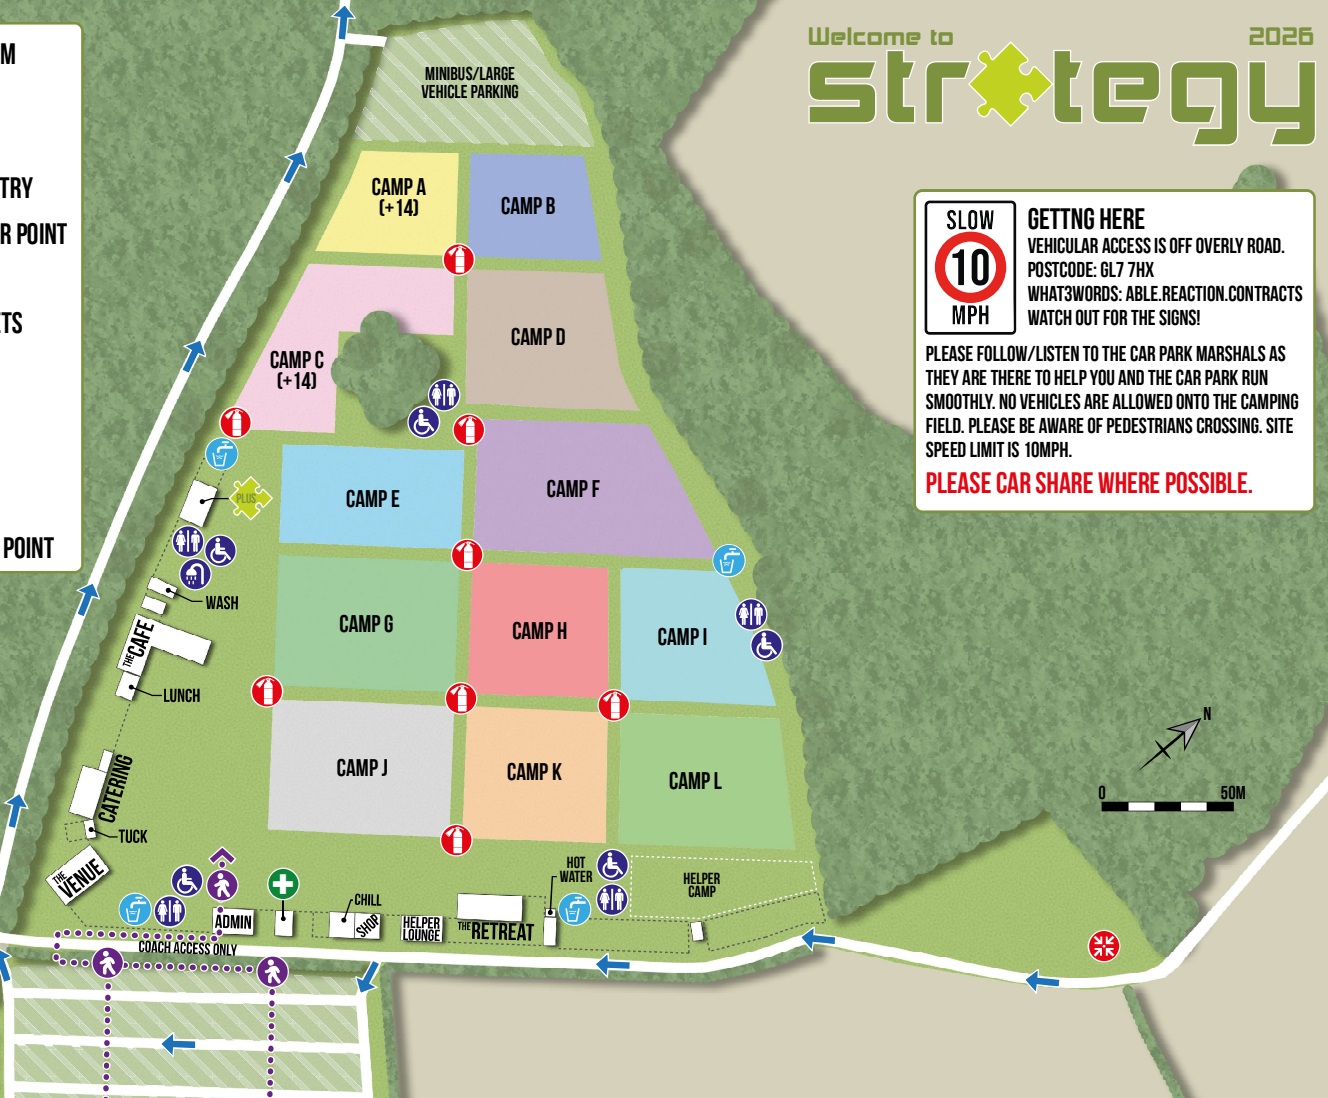 M
TRY
R POINT
TS
POINT
MINIBUS/LARGE
VEHICLE PARKING
Welcome to
2026
strategy
SLOW
10
MPH
GETTNG HERE
VEHICULAR ACCESS IS OFF OVERLY ROAD.
POSTCODE: GL7 7HX
WHAT3WORDS: ABLE.REACTION.CONTRACTS
WATCH OUT FOR THE SIGNS!
PLEASE FOLLOW/LISTEN TO THE CAR PARK MARSHALS AS
THEY ARE THERE TO HELP YOU AND THE CAR PARK RUN
SMOOTHLY. NO VEHICLES ARE ALLOWED ONTO THE CAMPING
FIELD. PLEASE BE AWARE OF PEDESTRIANS CROSSING. SITE
SPEED LIMIT IS 10MPH.
PLEASE CAR SHARE WHERE POSSIBLE.
CAMP A
(+14)
CAMP B
CAMP C
(+14)
CAMP D
CAMP E
CAMP F
PLUS
CAMP G
CAMP H
CAMP I
WASH
THE CAFE
LUNCH
CAMP J
CAMP K
CAMP L
CATERING
TUCK
THE VENUE
HOT
WATER
HELPER
CAMP
ADMIN
CHILL
SHOP
HELPER
LOUNGE
THE RETREAT
COACH ACCESS ONLY
N
0
50M